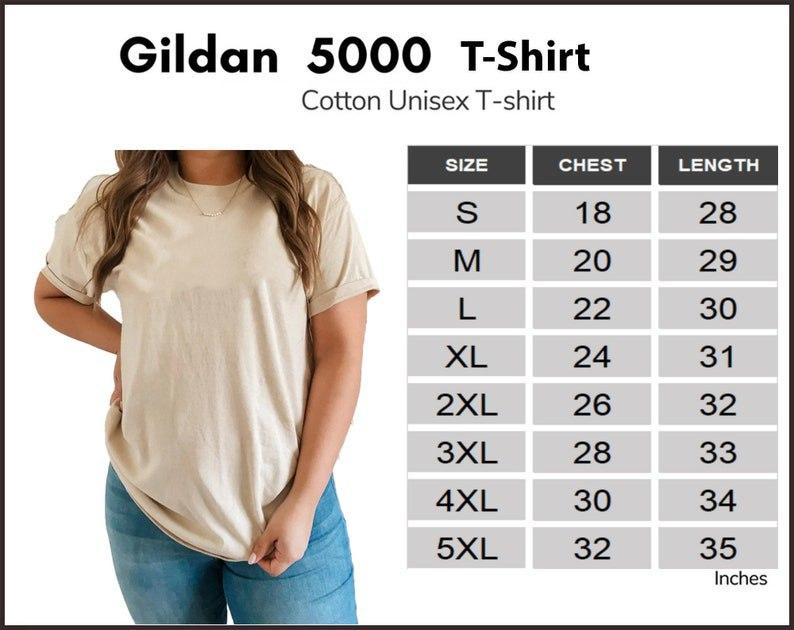 Gildan 5000 T-Shirt
Cotton Unisex T-shirt
SIZE CHEST LENGTH
S 18 28
M 20 29
L 22 30
XL 24 31
2XL 26 32
3XL 28 33
4XL 30 34
5XL 32 35
Inches